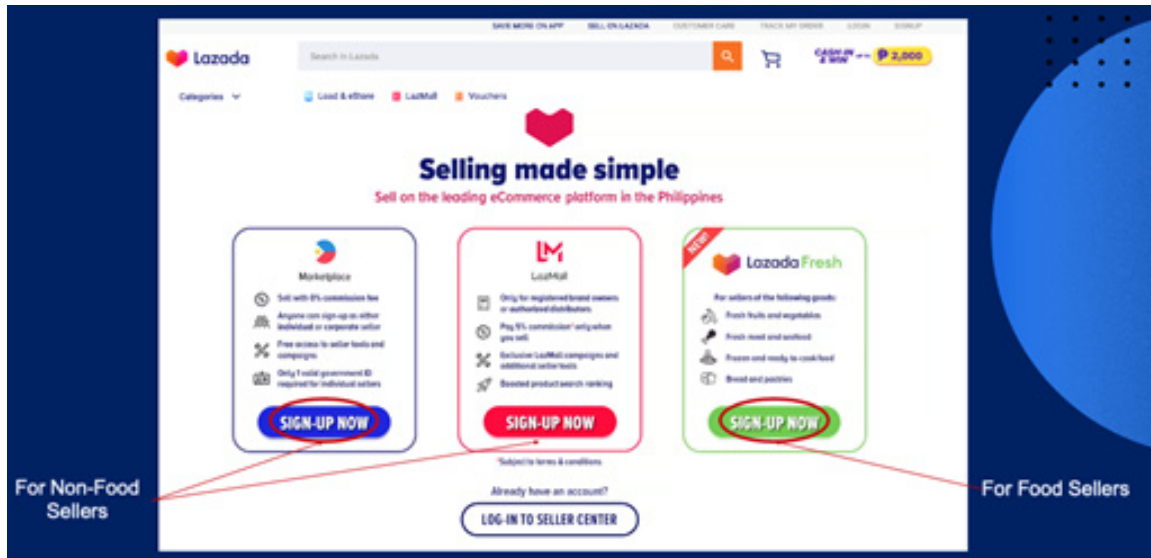 SAVE MORE ON APP SELL ON LAZADA CUSTOMER CARE TRACK MY ORDER LOGIN SIGNUP
Lazada
Search in Lazada
CASH-IN & WIN ₱ 2,000
Categories Load & eStore LazMall Vouchers
Selling made simple
Sell on the leading eCommerce platform in the Philippines
Marketplace
Sell with 0% commission fee
Anyone can sign-up as either
individual or corporate seller
Free access to seller tools and
campaigns
Only 1 valid government ID
required for individual sellers
SIGN-UP NOW
LM
LazMall
Only for registered brand owners
or authorized distributors
Pay 5% commission* only when
you sell
Exclusive LazMall campaigns and
additional seller tools
Boosted product search ranking
SIGN-UP NOW
NEW!
Lazada Fresh
For sellers of the following goods:
Fresh fruits and vegetables
Fresh meat and seafood
Frozen and ready to cook food
Bread and pastries
SIGN-UP NOW
*Subject to terms & conditions
Already have an account?
LOG-IN TO SELLER CENTER
For Non-Food
Sellers
For Food Sellers